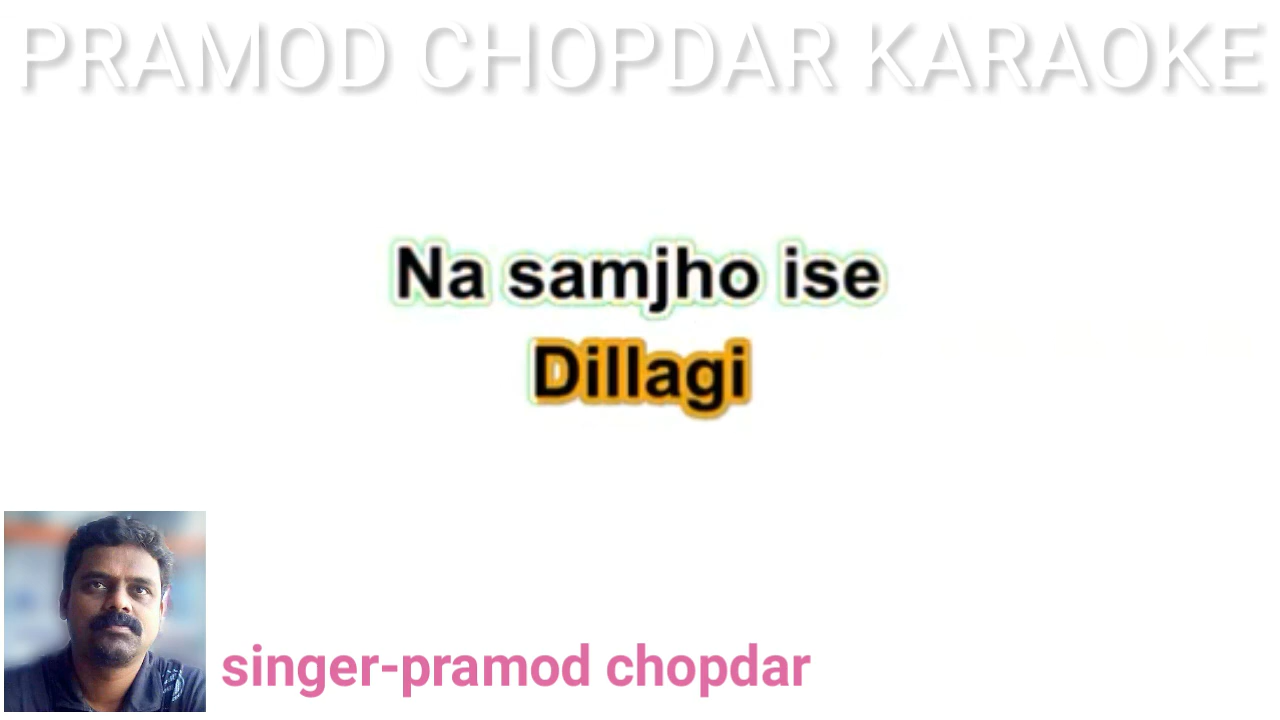 PRAMOD CHOPDAR KARAOKE
Na samjho ise
Dillagi
singer-pramod chopdar